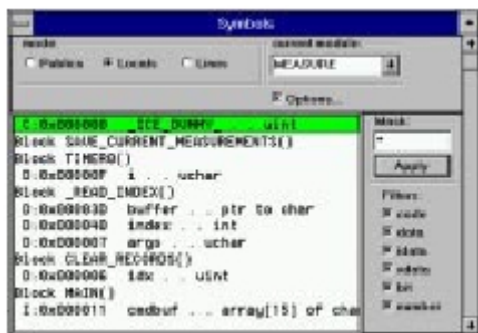 Symbols
mode:
Publics Locals Lines
current module:
MEASURE
Options...
C:0x000000 _ICE_DUMMY_ . . uint
Block SAVE_CURRENT_MEASUREMENTS()
Block TIMER0()
D:0x00000F i . . uchar
Block _READ_INDEX()
D:0x00003D buffer . . ptr to char
D:0x000040 index . . int
D:0x000007 args . . uchar
Block CLEAR_RECORDS()
D:0x000006 idx . . uint
Block MAIN()
I:0x000011 cmdbuf . . array[15] of cha
Mask:
*
Apply
Filters:
code
data
idata
xdata
bit
number